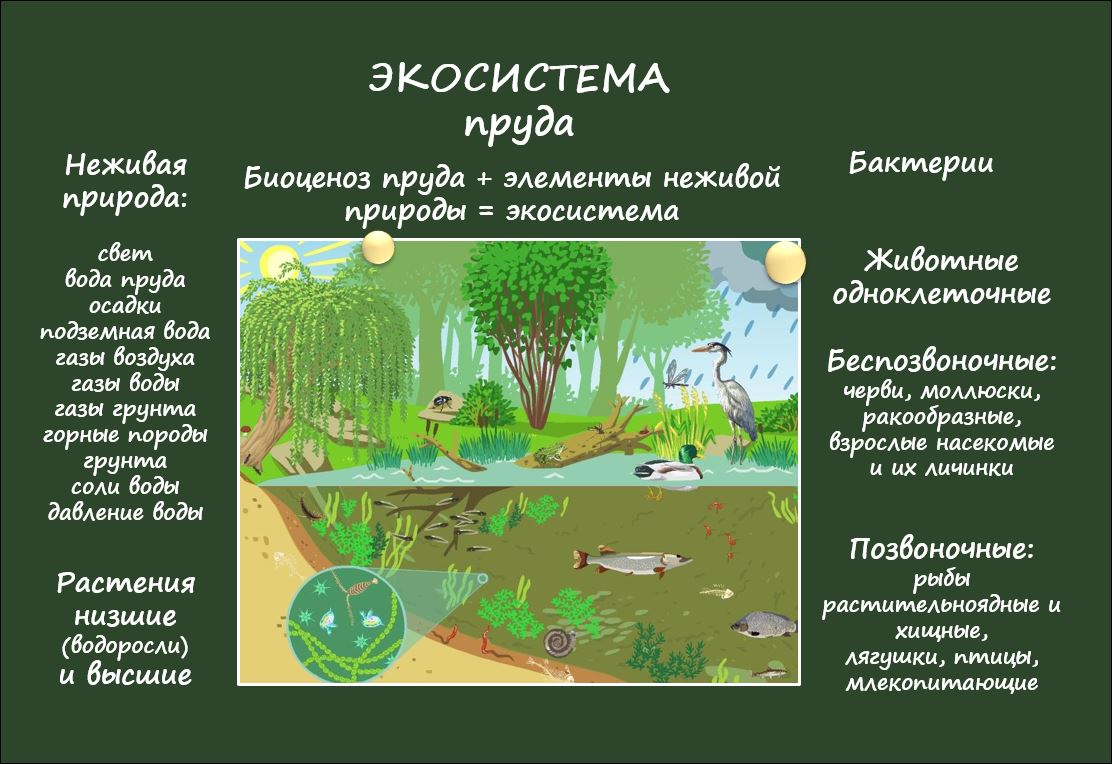 ЭКОСИСТЕМА
пруда
Биоценоз пруда + элементы неживой
природы = экосистема
Неживая
природа:
свет
вода пруда
осадки
подземная вода
газы воздуха
газы воды
газы грунта
горные породы
грунта
соли воды
давление воды
Растения
низшие
(водоросли)
и высшие
Бактерии
Животные
одноклеточные
Беспозвоночные:
черви, моллюски,
ракообразные,
взрослые насекомые
и их личинки
Позвоночные:
рыбы
растительноядные и
хищные,
лягушки, птицы,
млекопитающие